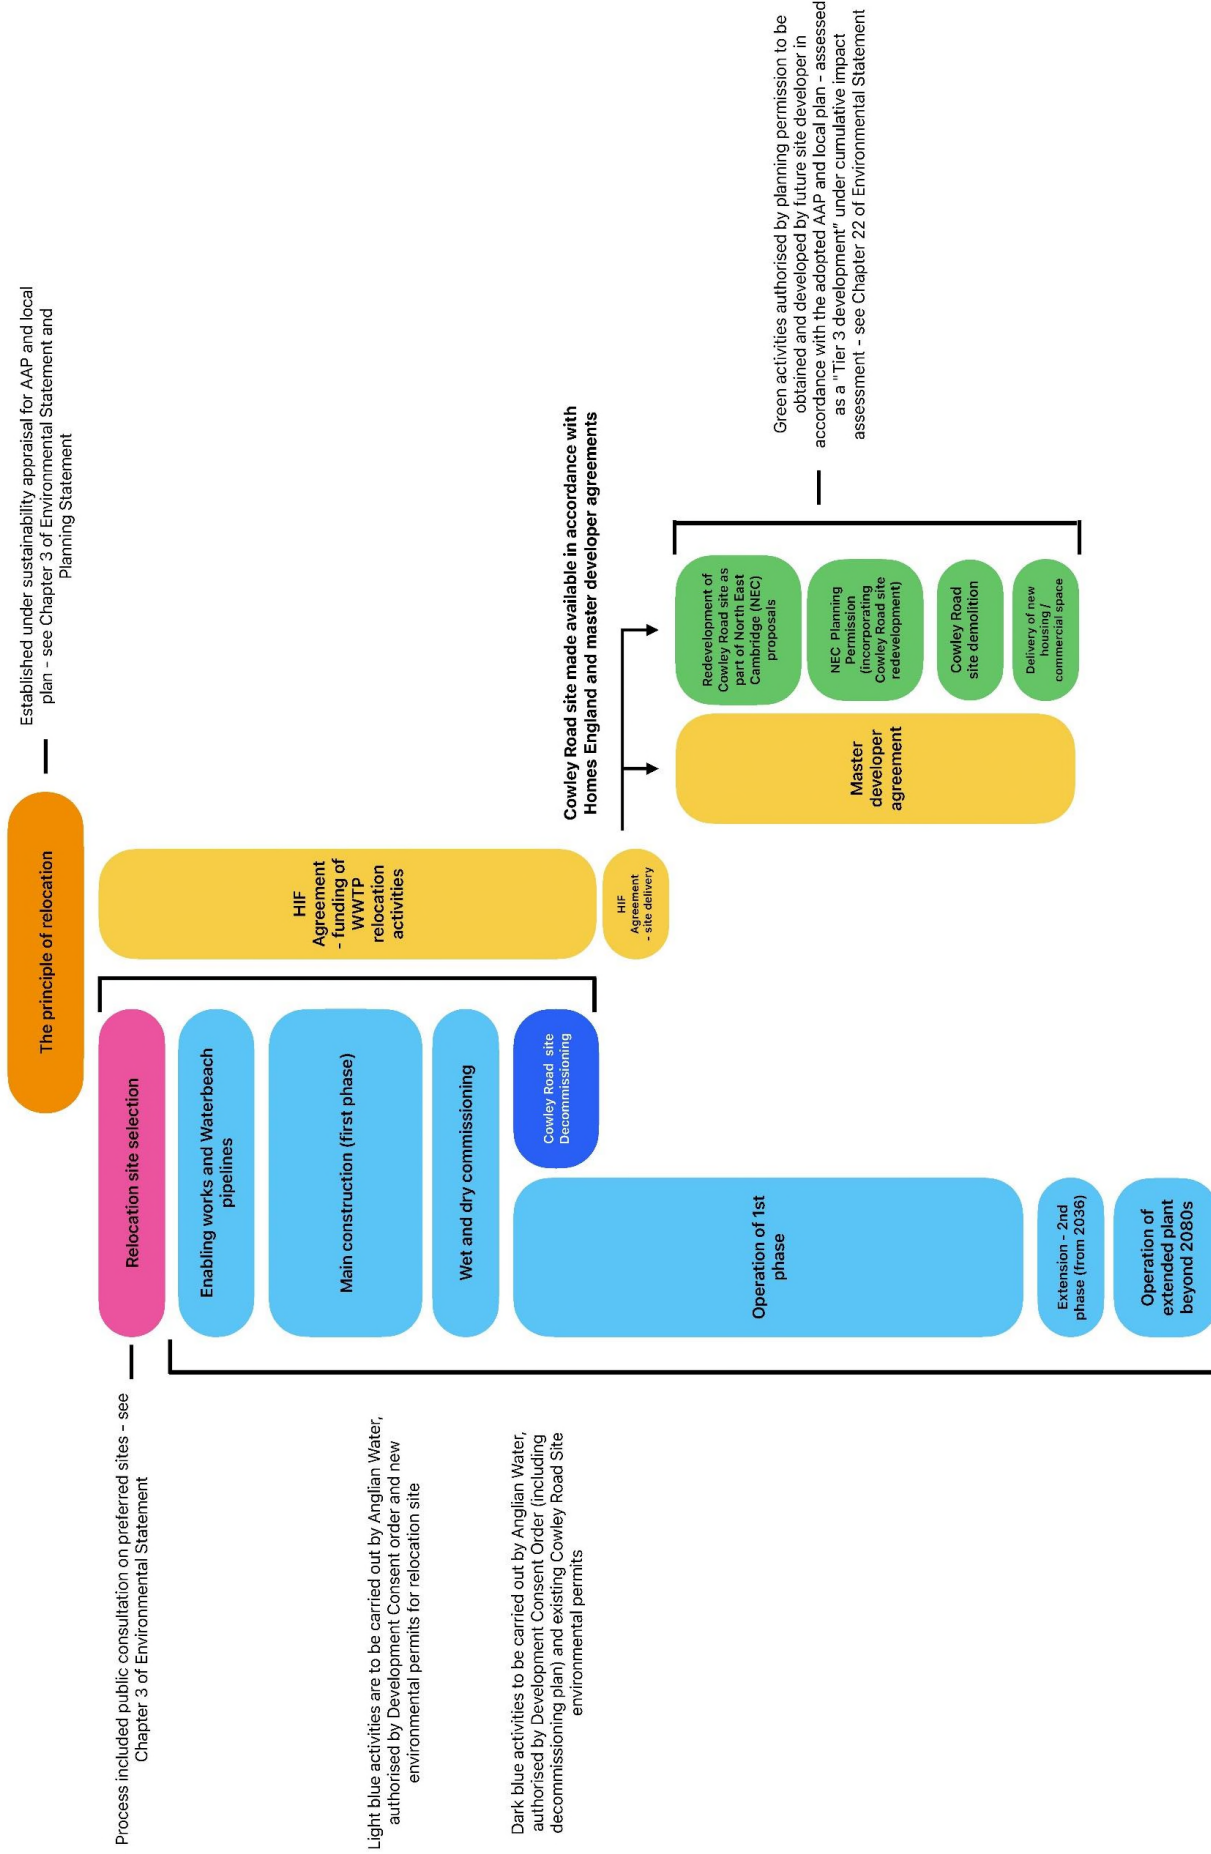 Established under sustainability appraisal for AAP and local
plan – see Chapter 3 of Environmental Statement and
Planning Statement
The principle of relocation
Process included public consultation on preferred sites – see
Chapter 3 of Environmental Statement
Relocation site selection
Enabling works and Waterbeach
pipelines
Main construction (first phase)
Wet and dry commissioning
Cowley Road site
Decommissioning
Operation of 1st
phase
Extension – 2nd
phase (from 2036)
Operation of
extended plant
beyond 2080s
Light blue activities are to be carried out by Anglian Water,
authorised by Development Consent order and new
environmental permits for relocation site
Dark blue activities to be carried out by Anglian Water,
authorised by Development Consent Order (including
decommissioning plan) and existing Cowley Road Site
environmental permits
HIF
Agreement
- funding of
WWTP
relocation
activities
HIF
Agreement
- site delivery
Cowley Road site made available in accordance with
Homes England and master developer agreements
Master
developer
agreement
Redevelopment of
Cowley Road site as
part of North East
Cambridge (NEC)
proposals
NEC Planning
Permission
(incorporating
Cowley Road site
redevelopment)
Cowley Road
site demolition
Delivery of new
housing /
commercial space
Green activities authorised by planning permission to be
obtained and developed by future site developer in
accordance with the adopted AAP and local plan – assessed
as a "Tier 3 development" under cumulative impact
assessment – see Chapter 22 of Environmental Statement